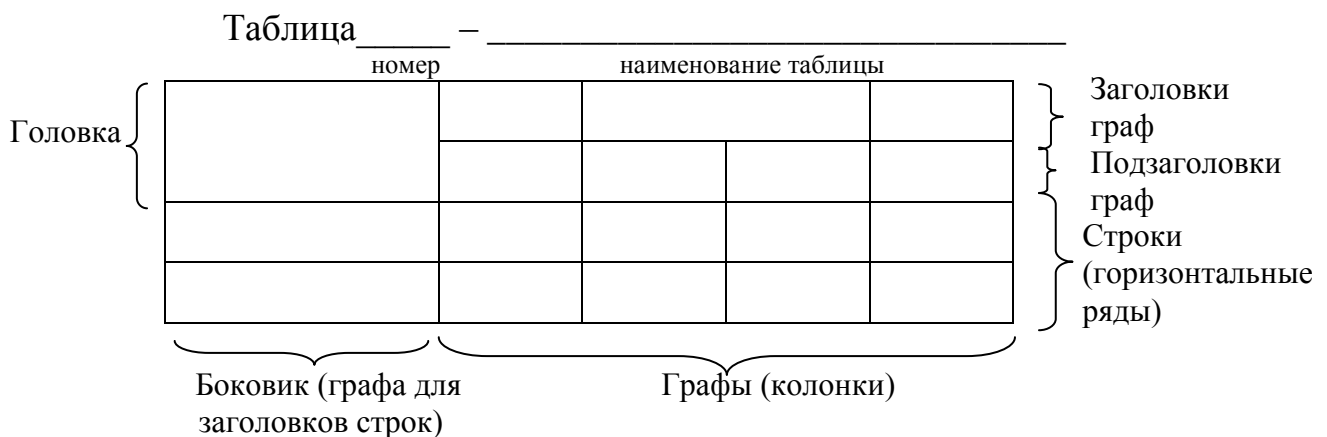 Таблица_____ – _______________________________
номер
наименование таблицы
Головка
Заголовки
граф
Подзаголовки
граф
Строки
(горизонтальные
ряды)
Боковик (графа для
заголовков строк)
Графы (колонки)